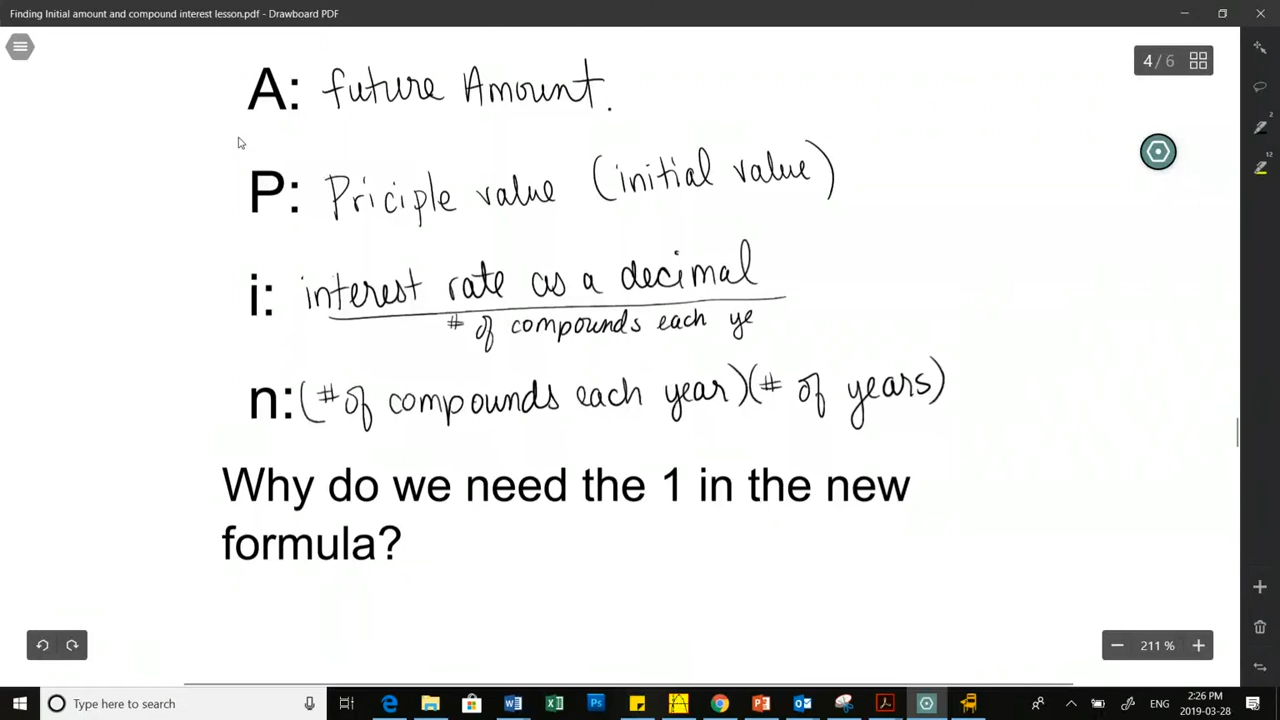 Finding Initial amount and compound interest lesson.pdf - Drawboard PDF
4 / 6
A: future Amount.
P: Priciple value (initial value)
i: interest rate as a decimal
# of compounds each ye
n: (# of compounds each year)(# of years)
Why do we need the 1 in the new
formula?
211 %
Type here to search
ENG
2:26 PM
2019-03-28